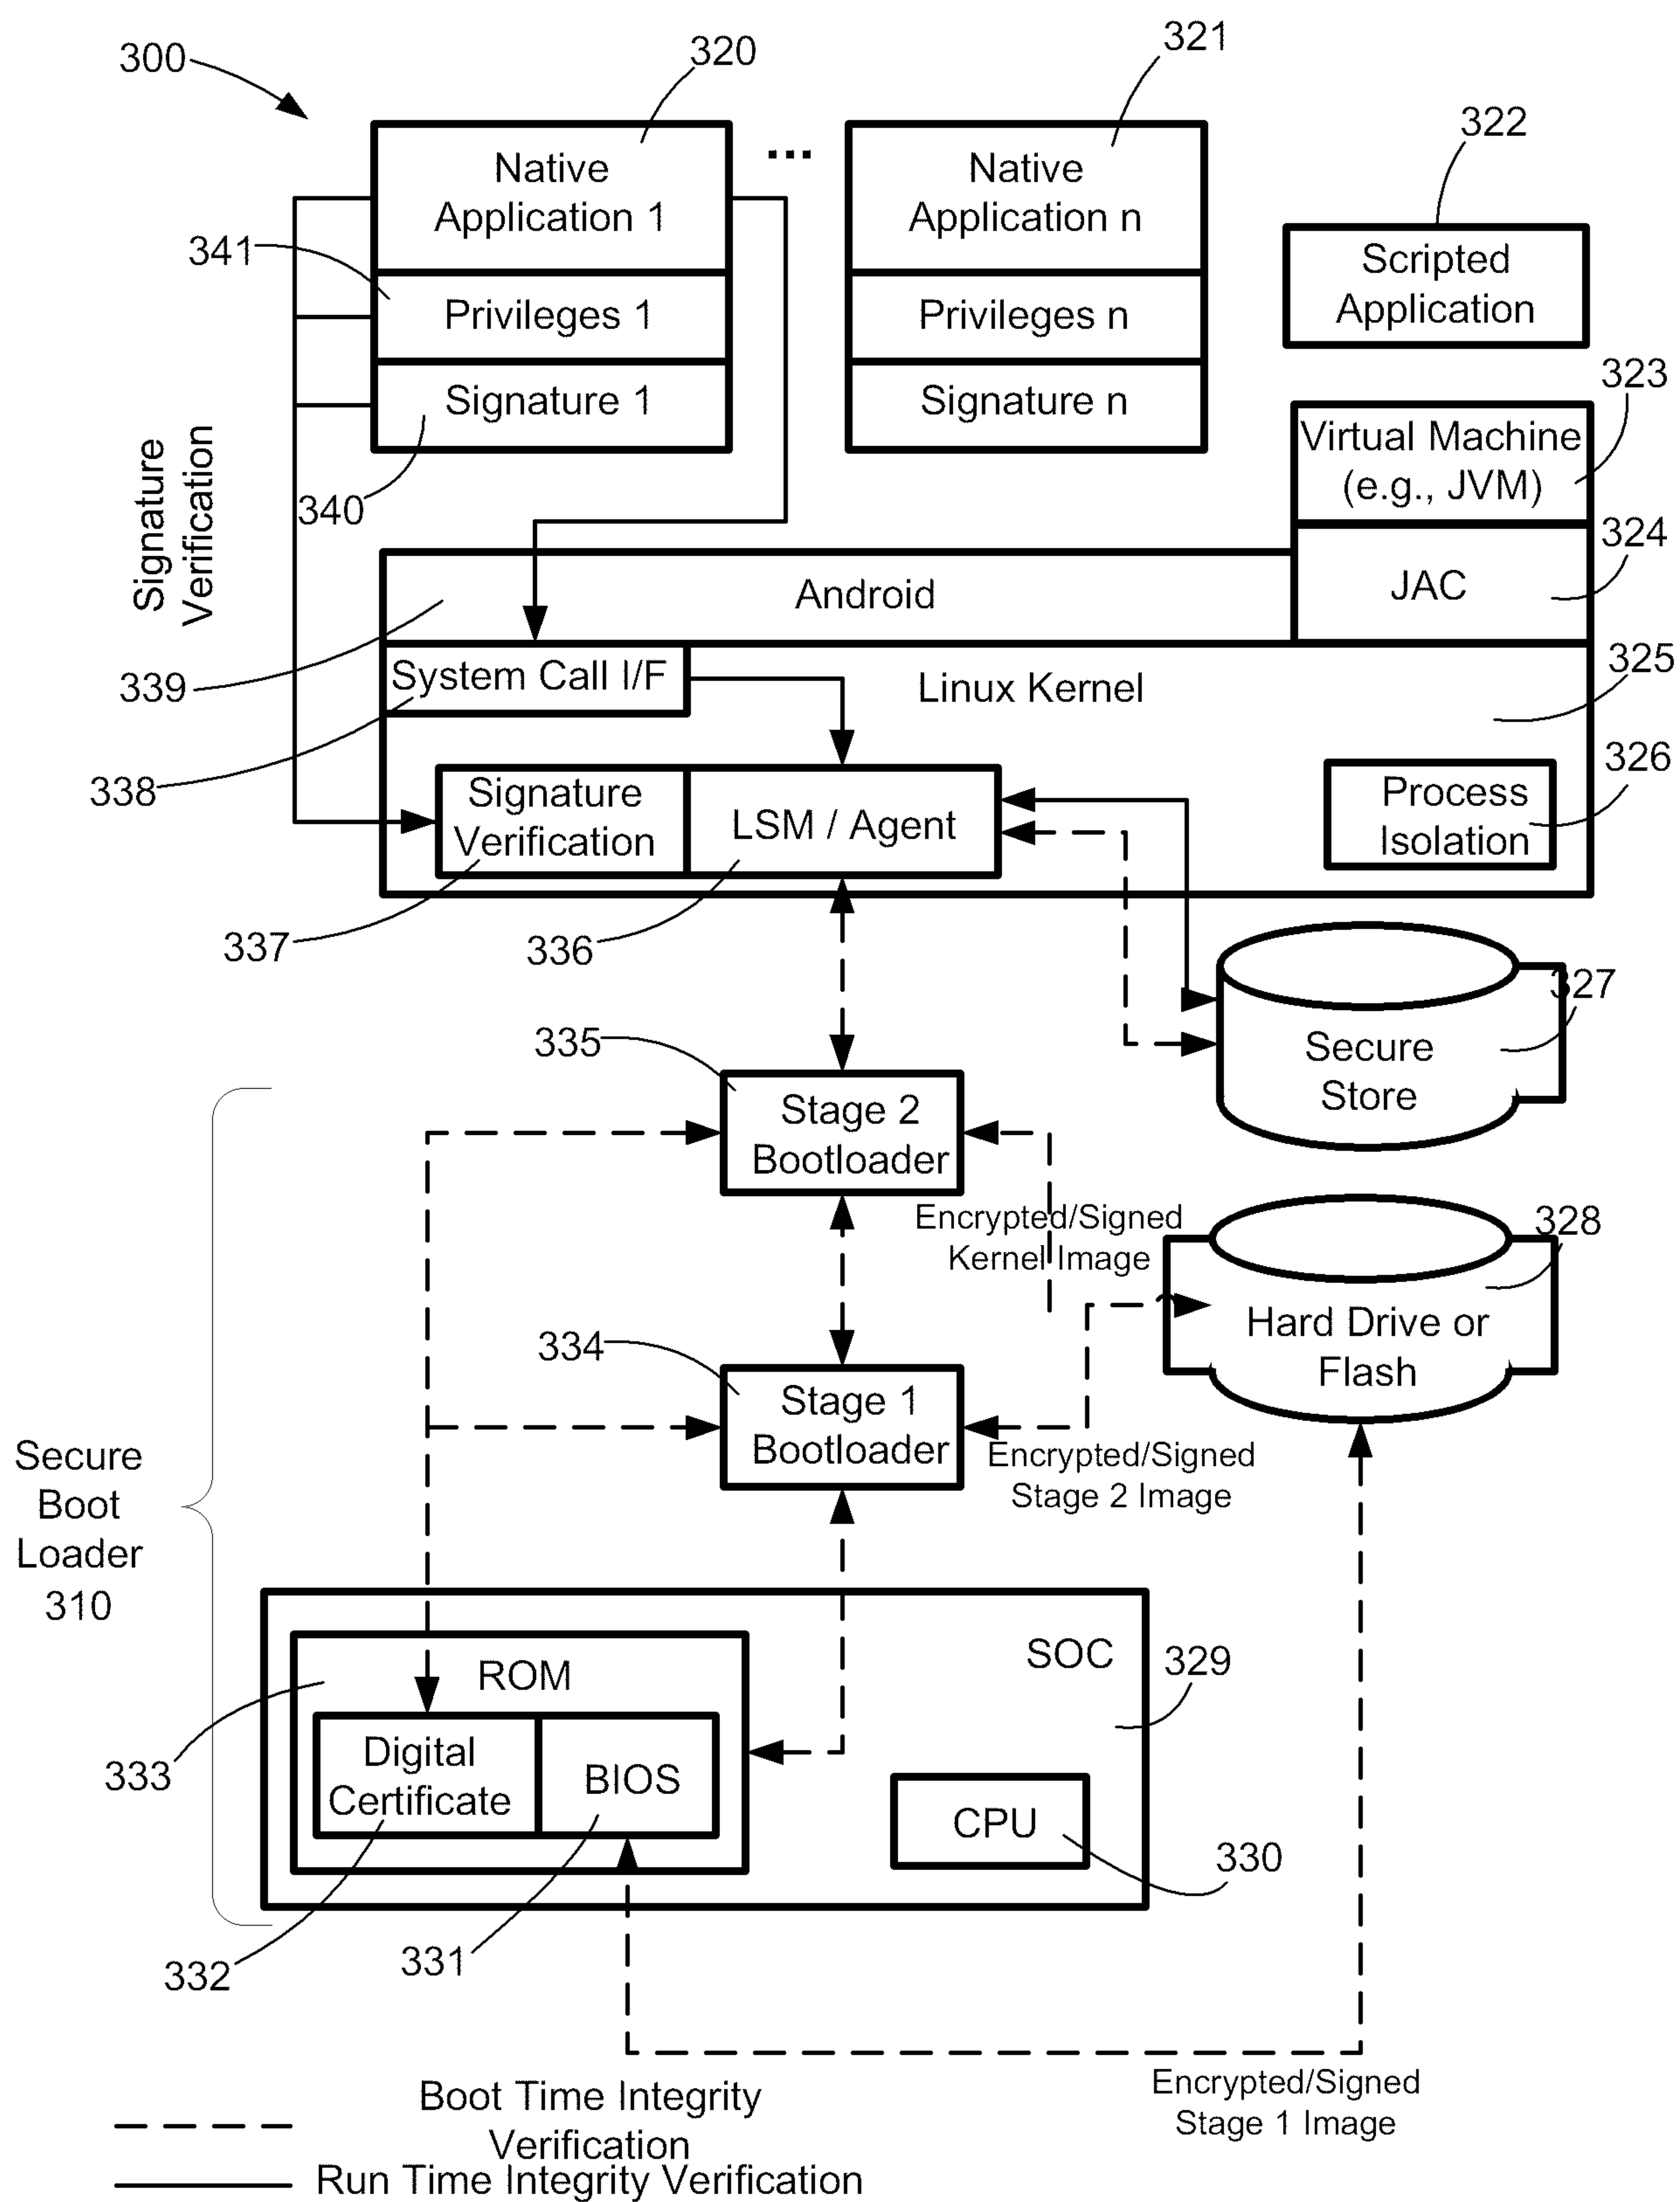 300
320
321
322
Native
Application 1
...
Native
Application n
Scripted
Application
341
Privileges 1
Privileges n
Signature 1
Signature n
340
323
Virtual Machine
(e.g., JVM)
324
JAC
Signature
Verification
Android
339
System Call I/F
Linux Kernel
325
338
326
Signature
Verification
LSM / Agent
Process
Isolation
337
336
327
Secure
Store
335
Stage 2
Bootloader
Encrypted/Signed
Kernel Image
328
Hard Drive or
Flash
334
Stage 1
Bootloader
Encrypted/Signed
Stage 2 Image
Secure
Boot
Loader
310
SOC
329
ROM
333
Digital
Certificate
BIOS
CPU
330
332
331
Encrypted/Signed
Stage 1 Image
Boot Time Integrity
Verification
Run Time Integrity Verification